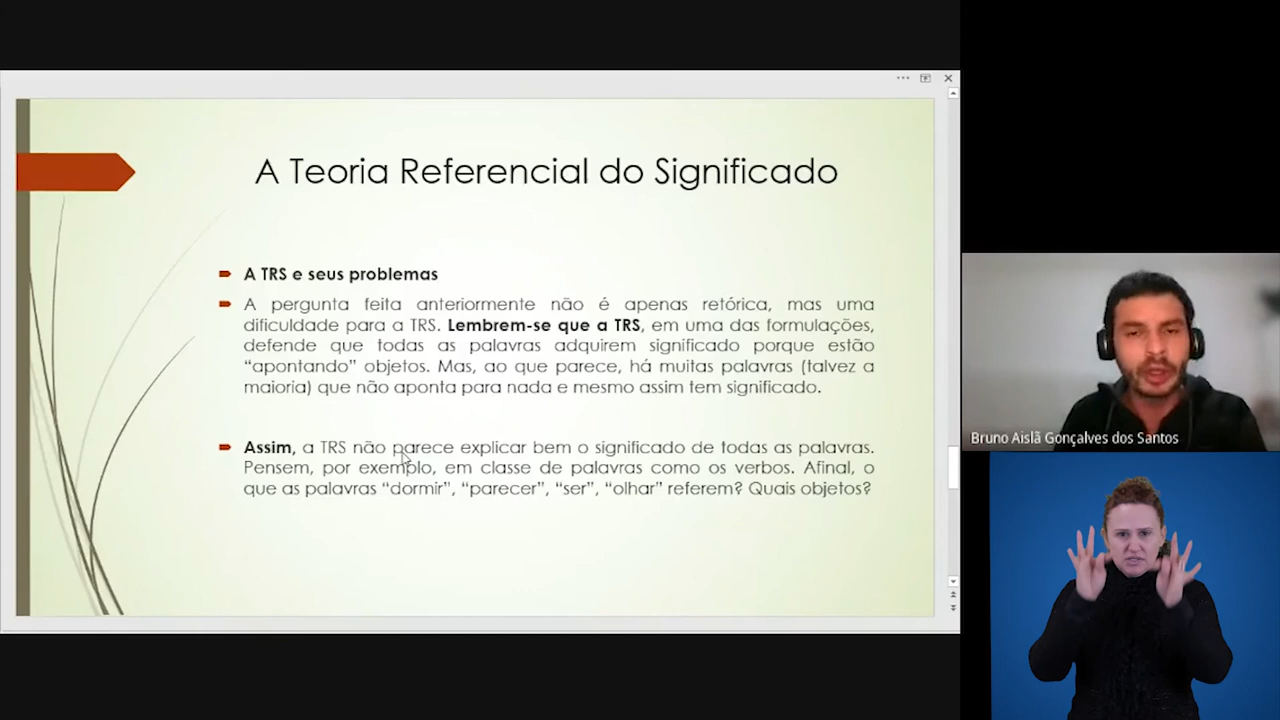 A Teoria Referencial do Significado
A TRS e seus problemas
A pergunta feita anteriormente não é apenas retórica, mas uma
dificuldade para a TRS. Lembrem-se que a TRS, em uma das formulações,
defende que todas as palavras adquirem significado porque estão
“apontando” objetos. Mas, ao que parece, há muitas palavras (talvez a
maioria) que não aponta para nada e mesmo assim tem significado.
Assim, a TRS não parece explicar bem o significado de todas as palavras.
Pensem, por exemplo, em classe de palavras como os verbos. Afinal, o
que as palavras “dormir”, “parecer”, “ser”, “olhar” referem? Quais objetos?
Bruno Aislã Gonçalves dos Santos